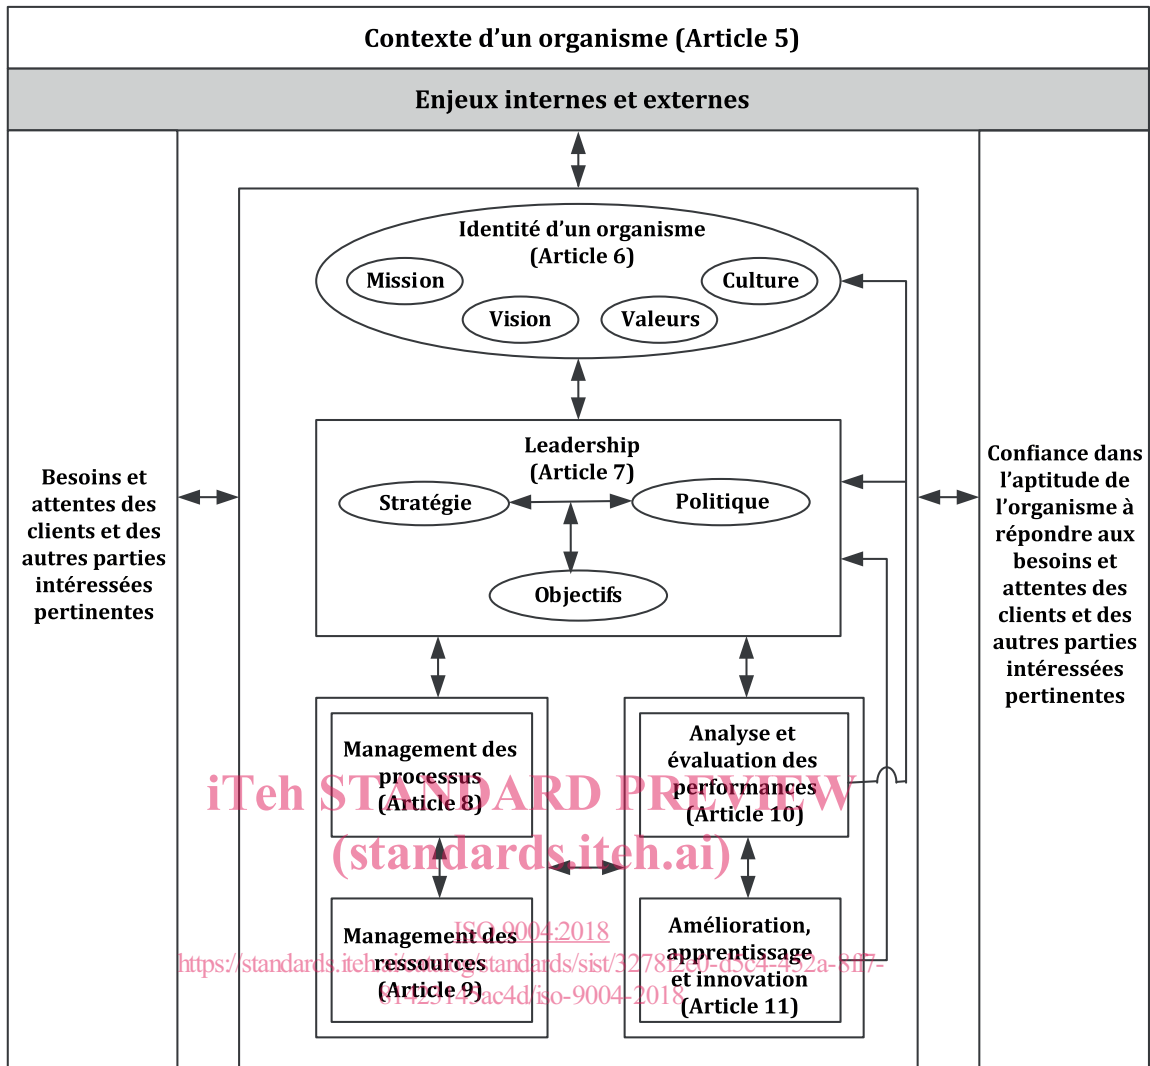 Contexte d’un organisme (Article 5)
Enjeux internes et externes
Identité d’un organisme
(Article 6)
Mission
Culture
Vision
Valeurs
Besoins et
attentes des
clients et des
autres parties
intéressées
pertinentes
Leadership
(Article 7)
Stratégie
Politique
Objectifs
Confiance dans
l’aptitude de
l’organisme à
répondre aux
besoins et
attentes des
clients et des
autres parties
intéressées
pertinentes
Management des
processus
(Article 8)
Analyse et
évaluation des
performances
(Article 10)
iTeh STANDARD PREVIEW
(standards.iteh.ai)
Management des
ressources
(Article 9)
Amélioration,
apprentissage
et innovation
(Article 11)
ISO 9004:2018